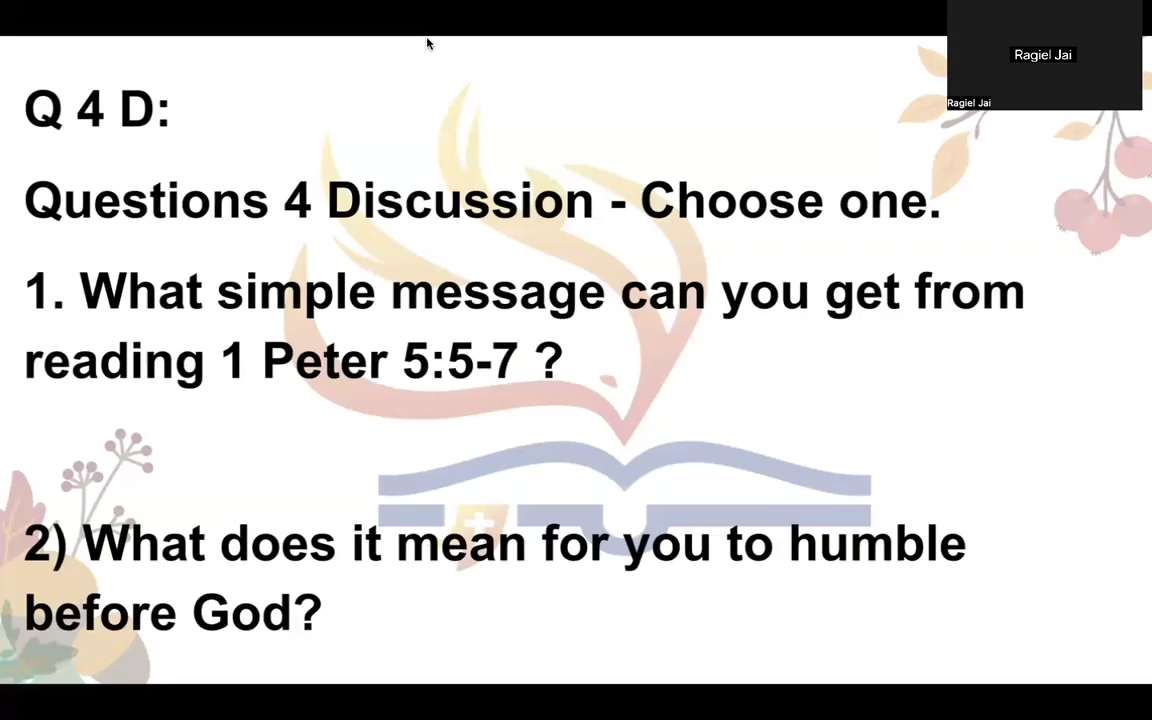 Ragiel Jai
Ragiel Jai
Q 4 D:
Questions 4 Discussion - Choose one.
1. What simple message can you get from
reading 1 Peter 5:5-7 ?
2) What does it mean for you to humble
before God?